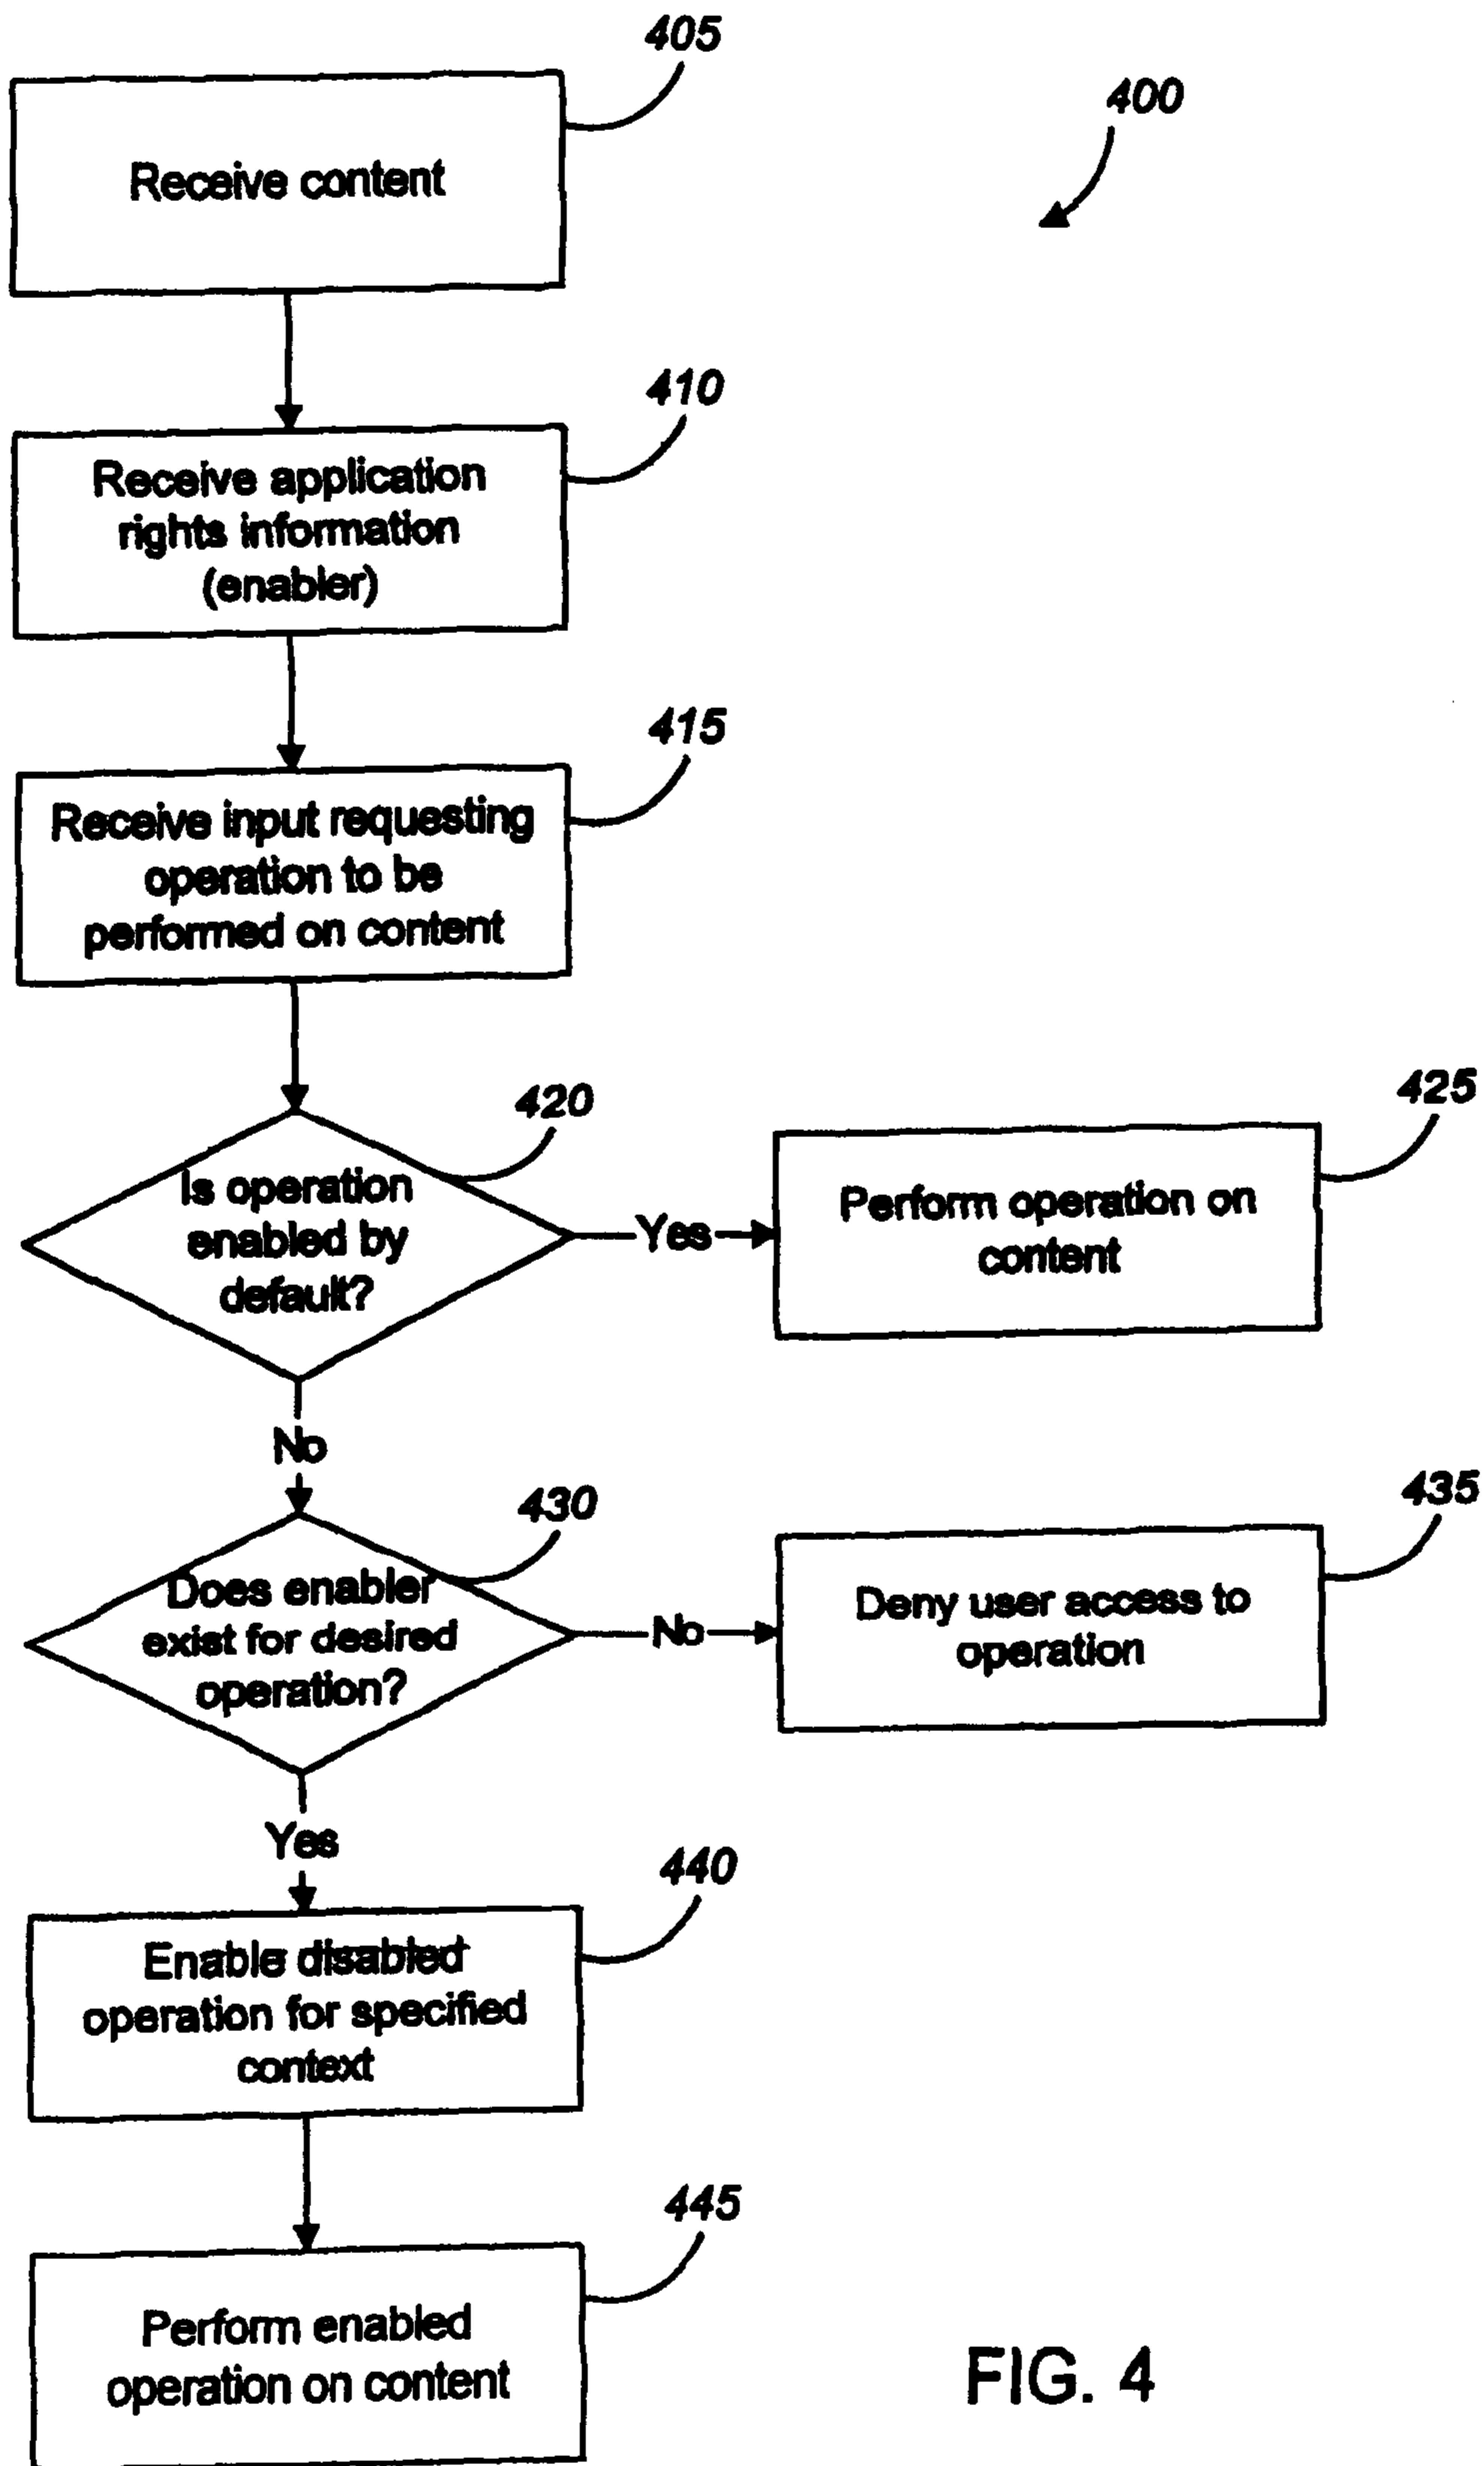 405
400
Receive content
410
Receive application
rights information
(enabler)
415
Receive input requesting
operation to be
performed on content
420
Is operation
enabled by
default?
Yes
425
Perform operation on
content
No
430
Does enabler
exist for desired
operation?
No
435
Deny user access to
operation
Yes
440
Enable disabled
operation for specified
context
445
Perform enabled
operation on content
FIG. 4